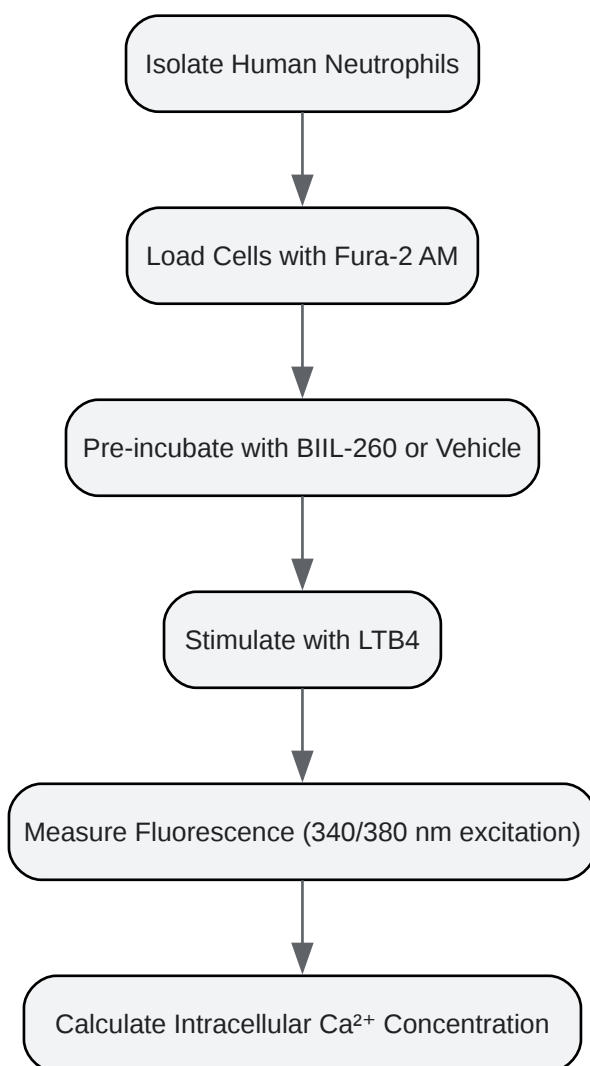 Isolate Human Neutrophils
Load Cells with Fura-2 AM
Pre-incubate with BIIL-260 or Vehicle
Stimulate with LTB4
Measure Fluorescence (340/380 nm excitation)
Calculate Intracellular Ca²⁺ Concentration